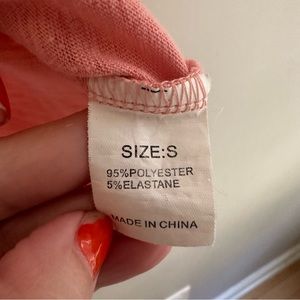 SIZE:S
95%POLYESTER
5%ELASTANE
MADE IN CHINA